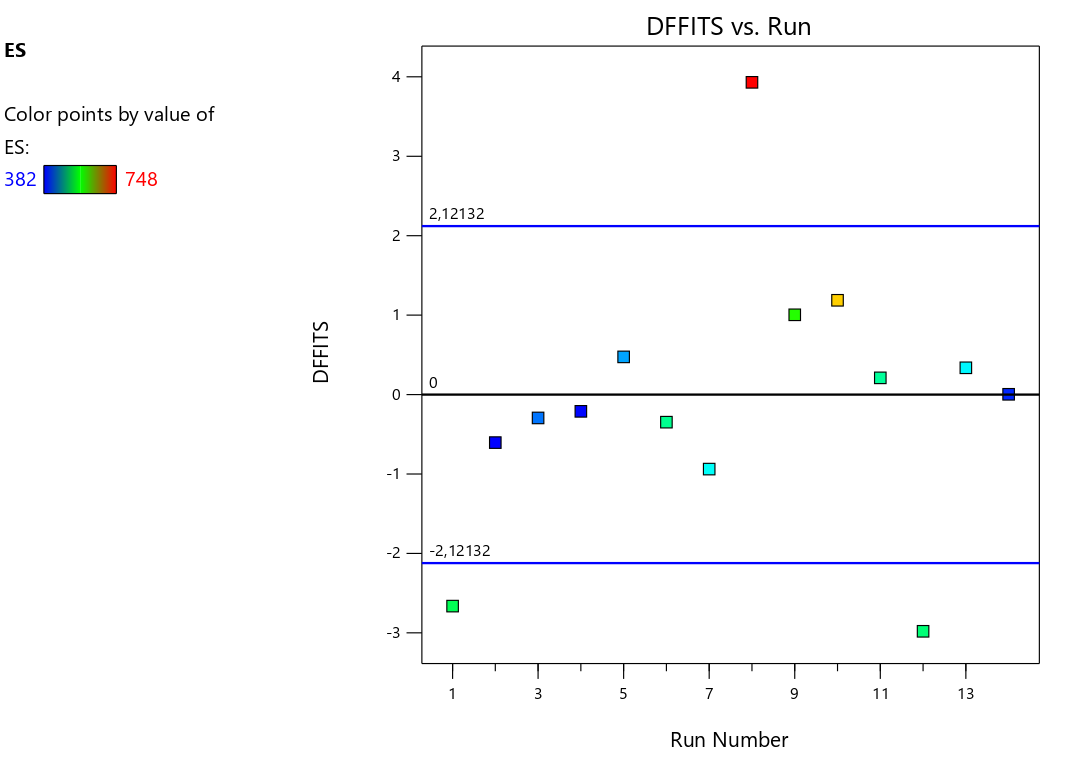 ES
Color points by value of
ES:
382 748
DFFITS vs. Run
DFFITS
4
3
2
1
0
-1
-2
-3
2,12132
0
-2,12132
1 3 5 7 9 11 13
Run Number